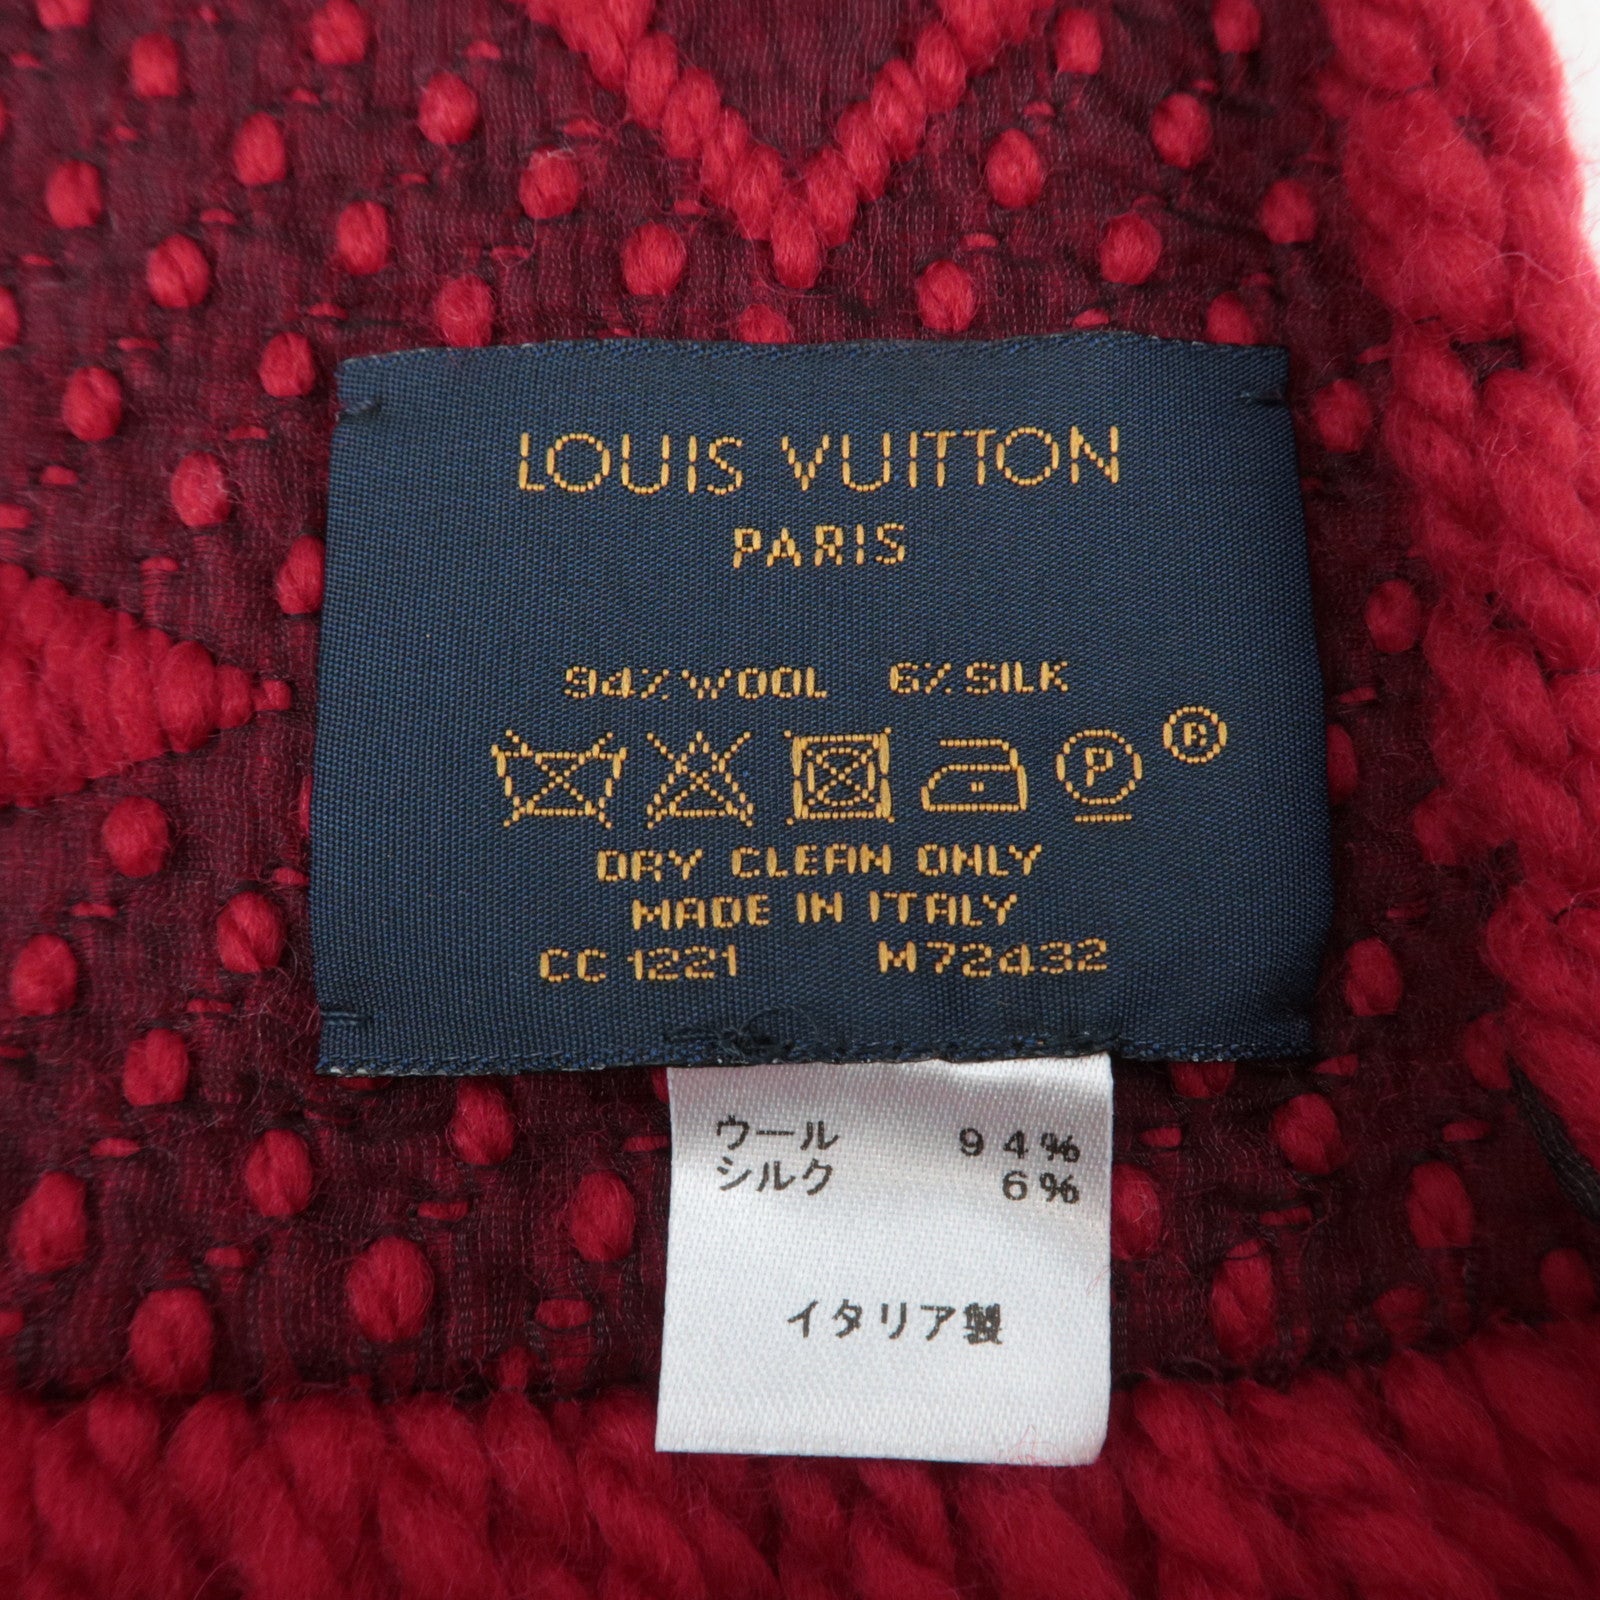 LOUIS VUITTON
PARIS
94% WOOL 6% SILK
P ®
DRY CLEAN ONLY
MADE IN ITALY
CC 1221 M72432
ウール 94%
シルク 6%
イタリア製